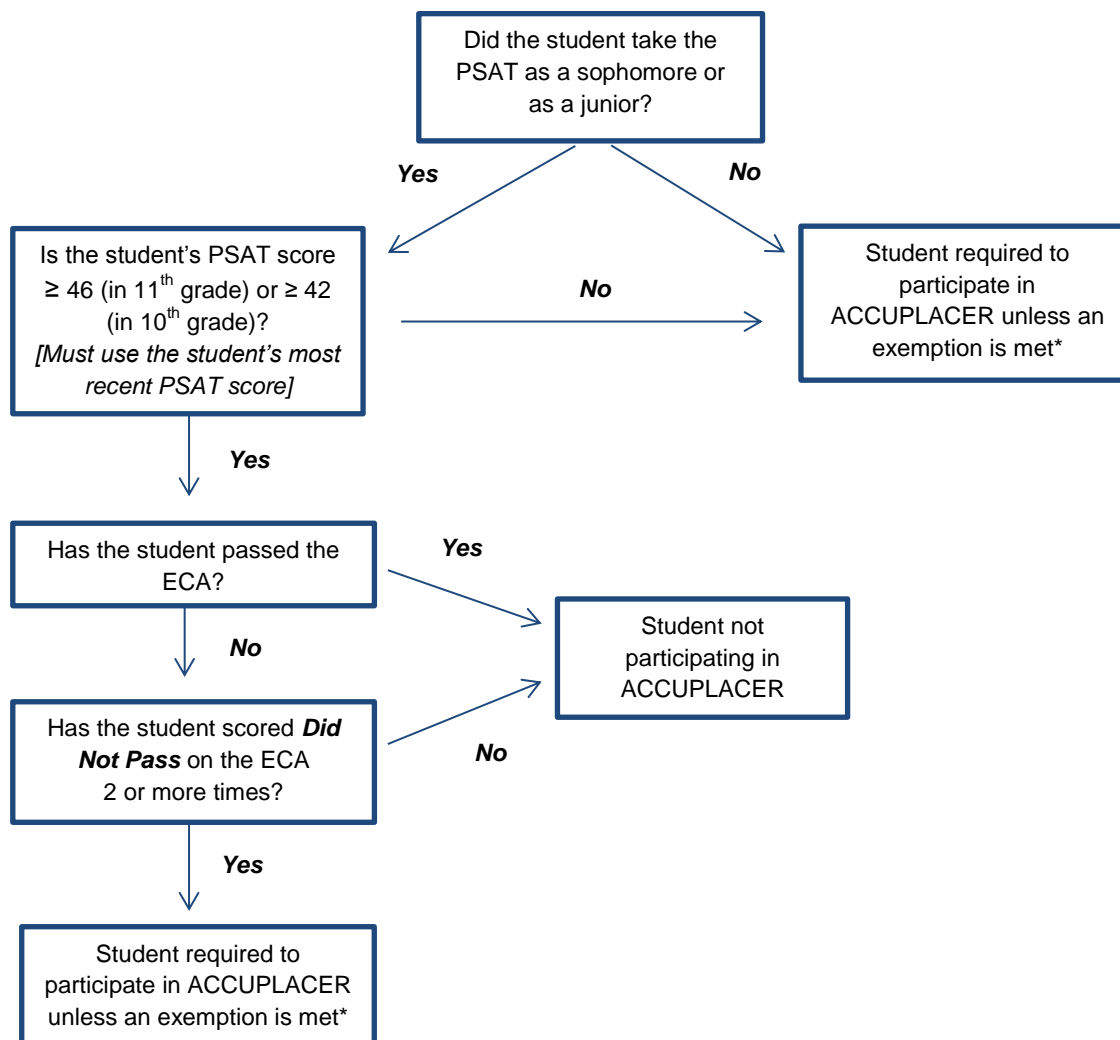 Did the student take the
PSAT as a sophomore or
as a junior?
Yes
No
Is the student’s PSAT score
≥ 46 (in 11th grade) or ≥ 42
(in 10th grade)?
[Must use the student’s most
recent PSAT score]
No
Student required to
participate in
ACCUPLACER unless an
exemption is met*
Yes
Has the student passed the
ECA?
Yes
Student not
participating in
ACCUPLACER
No
Has the student scored Did
Not Pass on the ECA
2 or more times?
No
Yes
Student required to
participate in ACCUPLACER
unless an exemption is met*